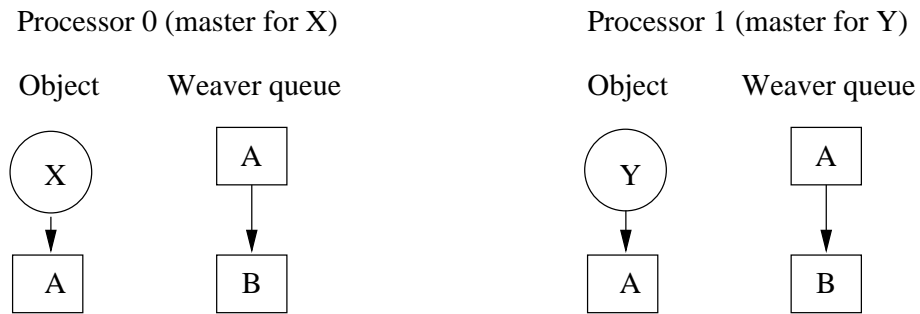 Processor 0 (master for X)
Processor 1 (master for Y)
Object
Weaver queue
Object
Weaver queue
X
A
Y
A
A
B
A
B